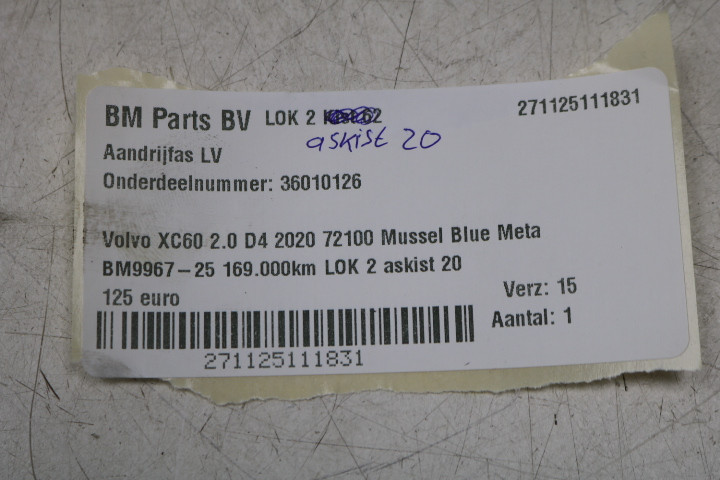 BM Parts BV LOK 2
271125111831
askist 20
Aandrijfas LV
Onderdeelnummer: 36010126
Volvo XC60 2.0 D4 2020 72100 Mussel Blue Meta
BM9967-25 169.000km LOK 2 askist 20
125 euro
Verz: 15
Aantal: 1
271125111831